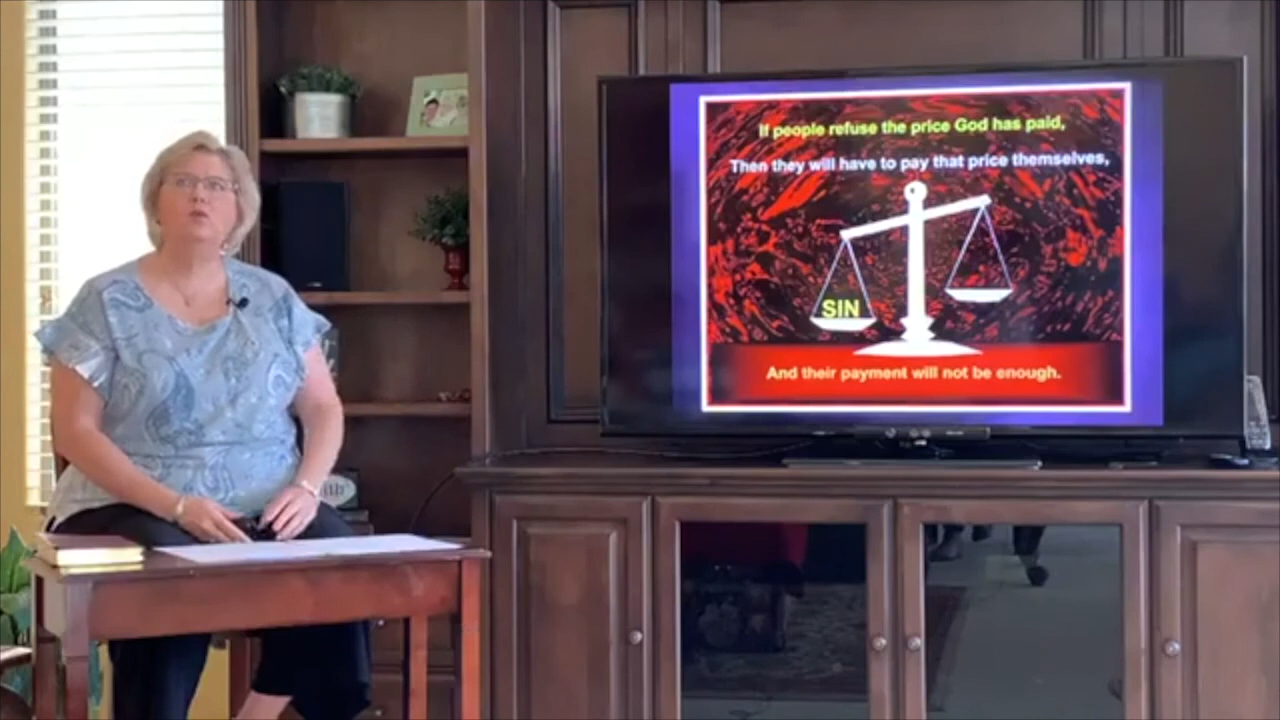 If people refuse the price God has paid,
Then they will have to pay that price themselves,
SIN
And their payment will not be enough.